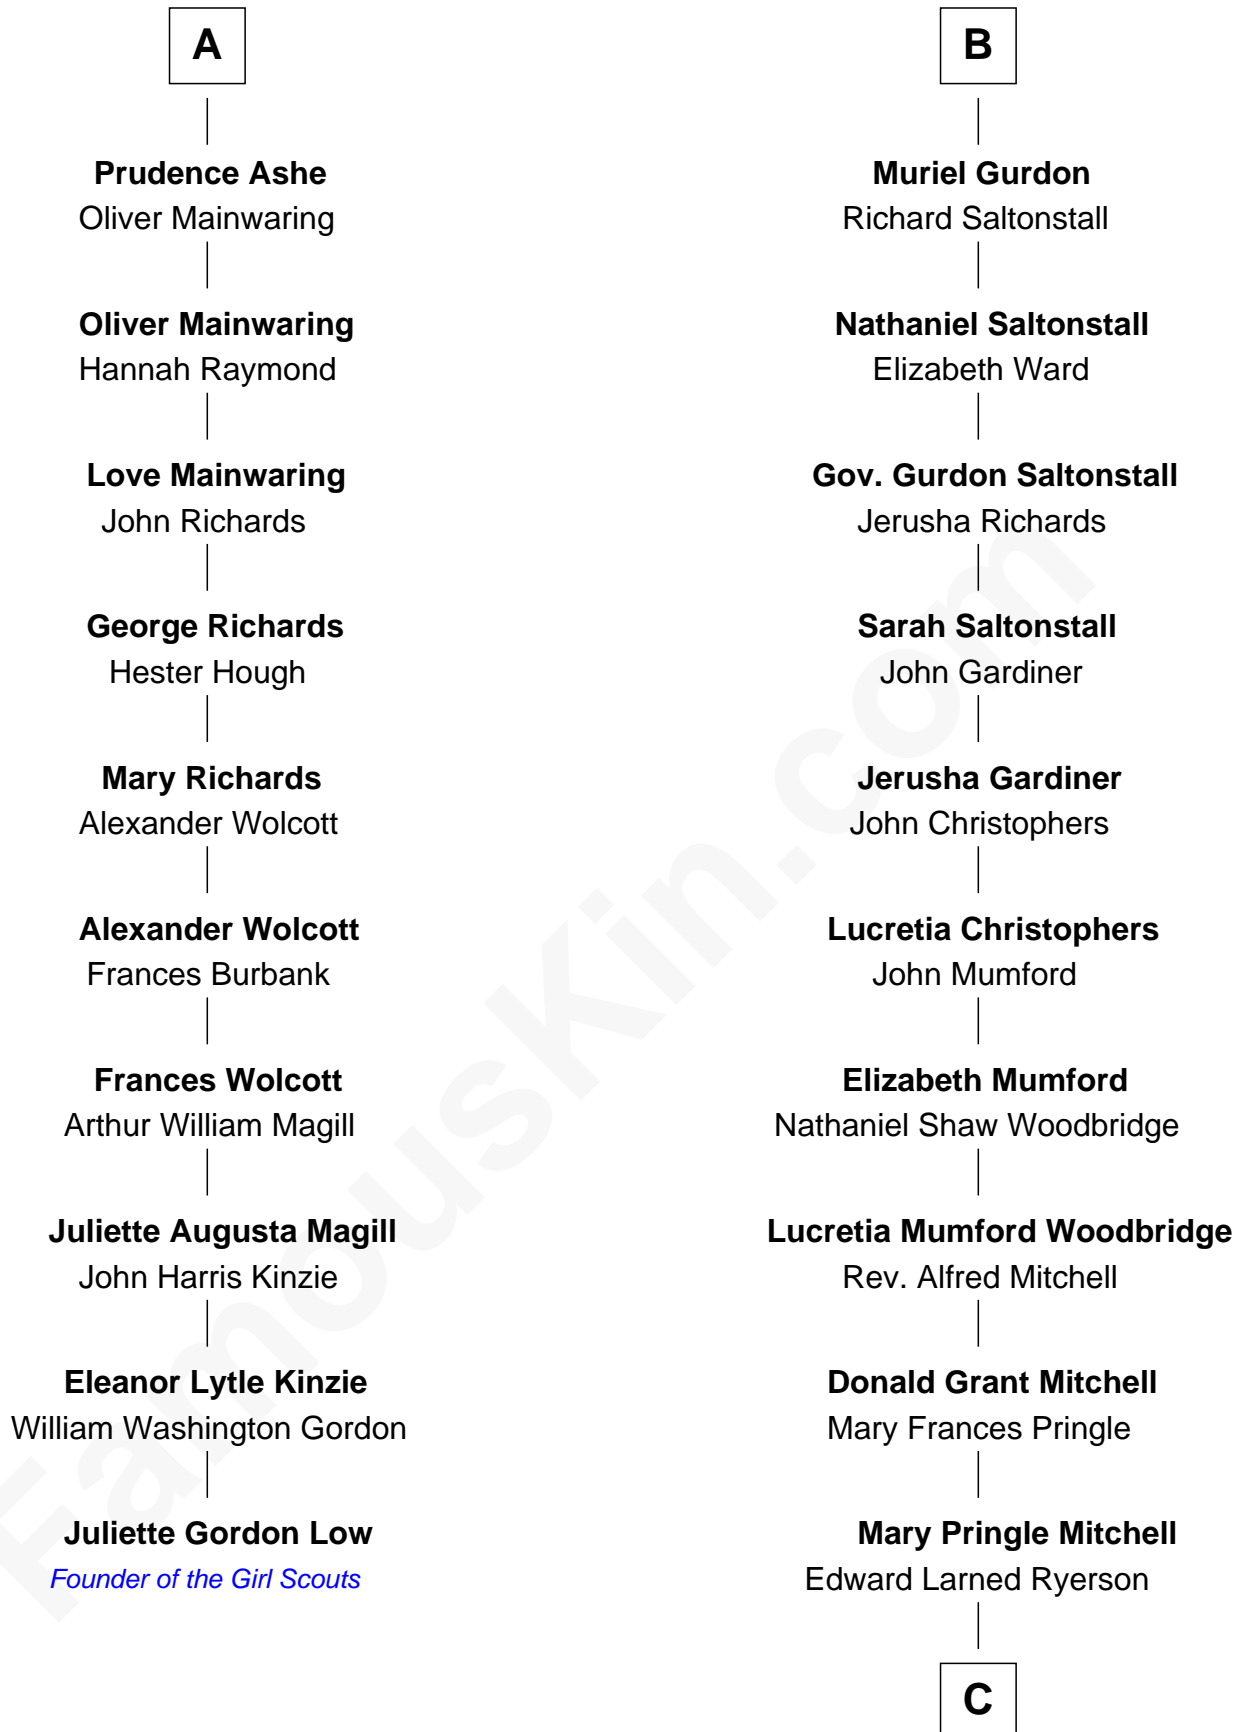 A
Prudence Ashe
Oliver Mainwaring
Oliver Mainwaring
Hannah Raymond
Love Mainwaring
John Richards
George Richards
Hester Hough
Mary Richards
Alexander Wolcott
Alexander Wolcott
Frances Burbank
Frances Wolcott
Arthur William Magill
Juliette Augusta Magill
John Harris Kinzie
Eleanor Lytle Kinzie
William Washington Gordon
Juliette Gordon Low
Founder of the Girl Scouts
B
Muriel Gurdon
Richard Saltonstall
Nathaniel Saltonstall
Elizabeth Ward
Gov. Gurdon Saltonstall
Jerusha Richards
Sarah Saltonstall
John Gardiner
Jerusha Gardiner
John Christophers
Lucretia Christophers
John Mumford
Elizabeth Mumford
Nathaniel Shaw Woodbridge
Lucretia Mumford Woodbridge
Rev. Alfred Mitchell
Donald Grant Mitchell
Mary Frances Pringle
Mary Pringle Mitchell
Edward Larned Ryerson
C
FamousKin.com